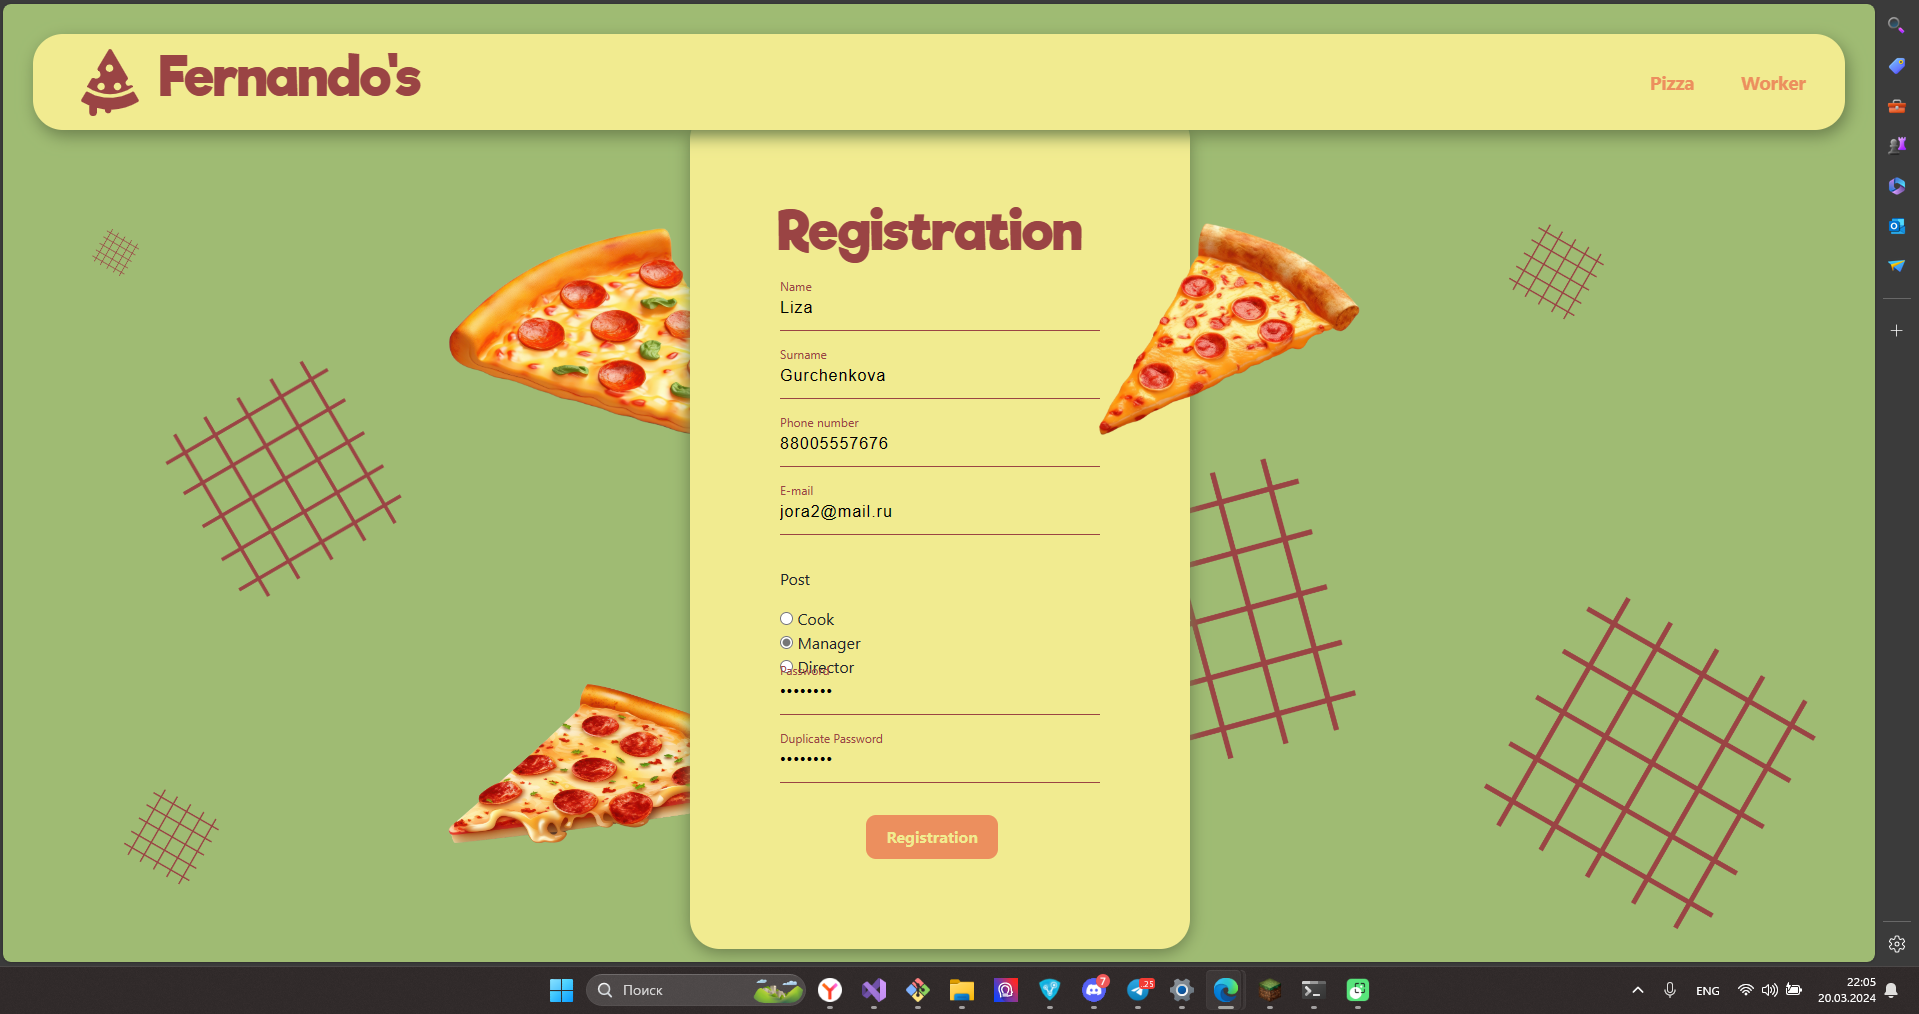 Fernando's
Pizza
Worker
Registration
Name
Liza
Surname
Gurchenkova
Phone number
88005557676
E-mail
jora2@mail.ru
Post
Cook
Manager
Director
Password
••••••••
Duplicate Password
••••••••
Registration
Поиск
7
25
ENG
22:05
20.03.2024